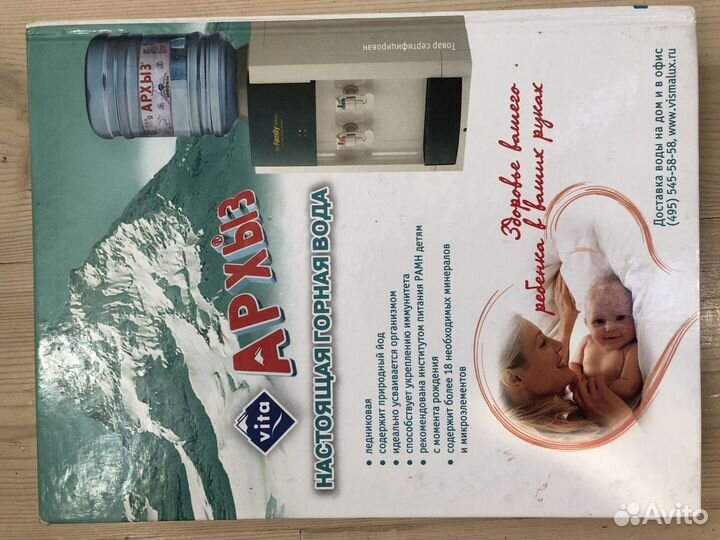 АРХЫЗ
Товар сертифицирован
Family
vita
АРХЫЗ®
НАСТОЯЩАЯ ГОРНАЯ ВОДА
• ледниковая
• содержит природный йод
• идеально усваивается организмом
• способствует укреплению иммунитета
• рекомендована институтом питания РАМН детям
с момента рождения
• содержит более 18 необходимых минералов
и микроэлементов
Здоровье вашего
ребенка в ваших руках
Доставка воды на дом и в офис
(495) 545-58-58, www.vismalux.ru
Avito